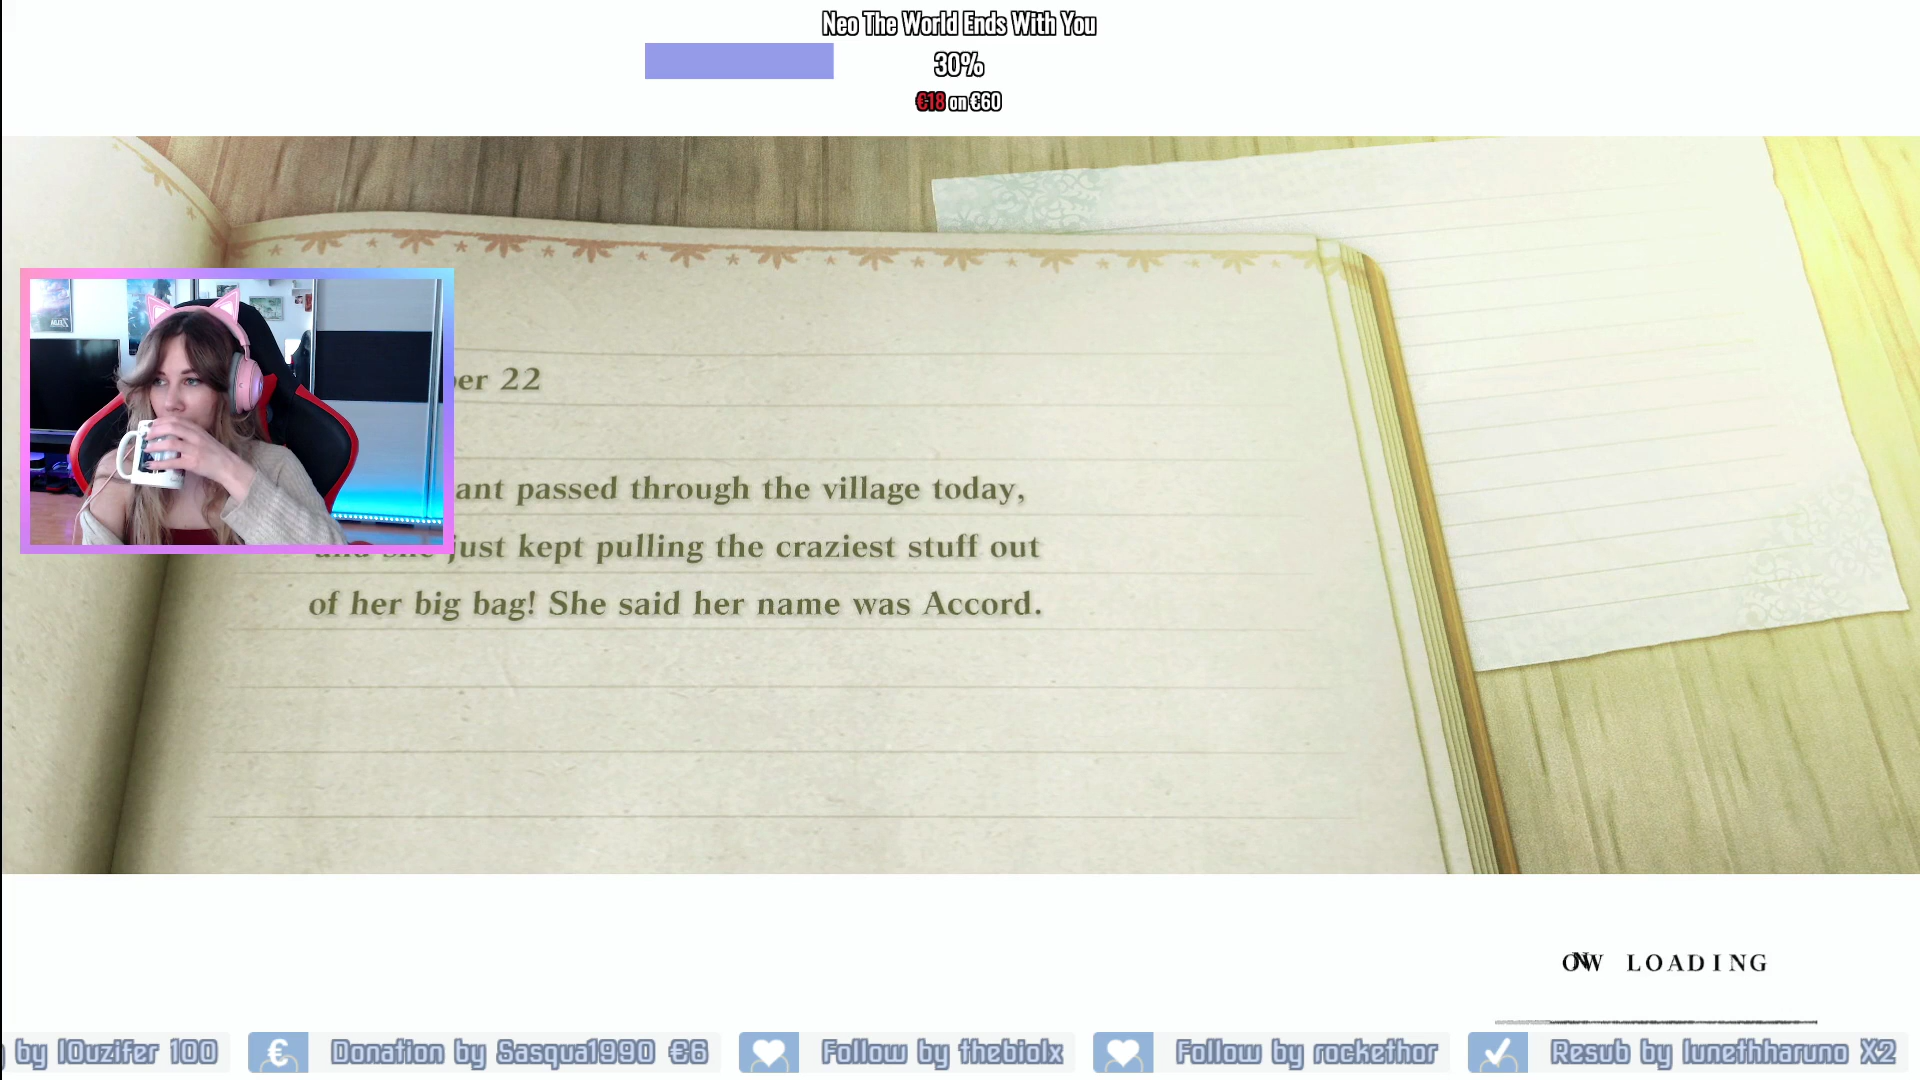 Neo The World Ends With You
30%
€18 on €60
22
passed through the village today,
just kept pulling the craziest stuff out
of her big bag! She said her name was Accord.
LOADING
by l0uzifer 100
€ Donation by Sasqua1990 €6
Follow by thebiolx
Follow by rockethor
Resub by lunethharuno X2